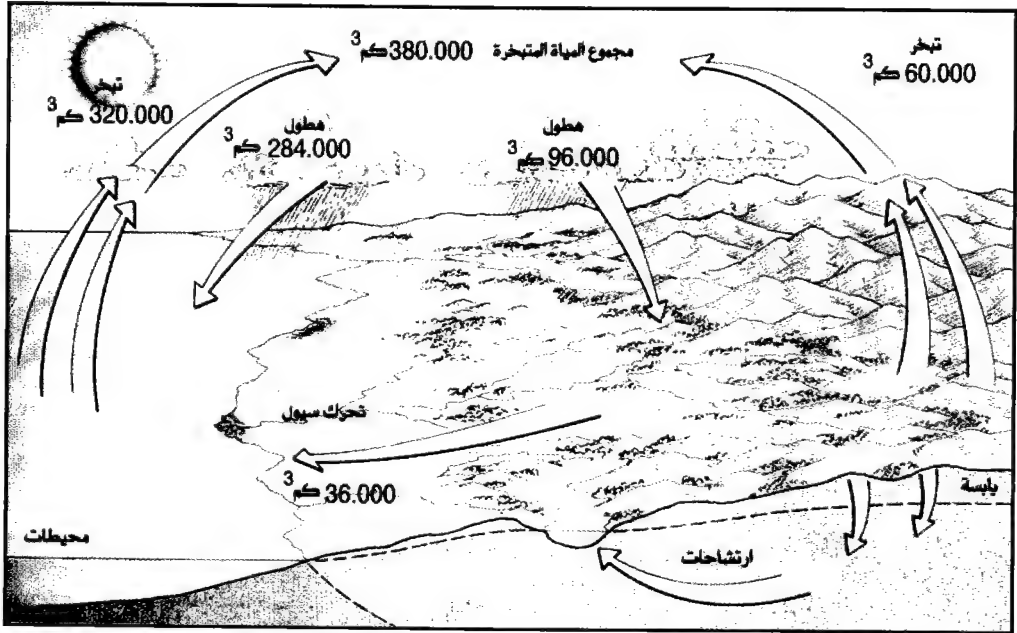 مجموع المياة المتبخرة 380.000 كم3
تبخر
60.000 كم3
تبخر
320.000 كم3
هطول
284.000 كم3
هطول
96.000 كم3
تحرك سيول
36.000 كم3
يابسة
محيطات
ارتشاحات